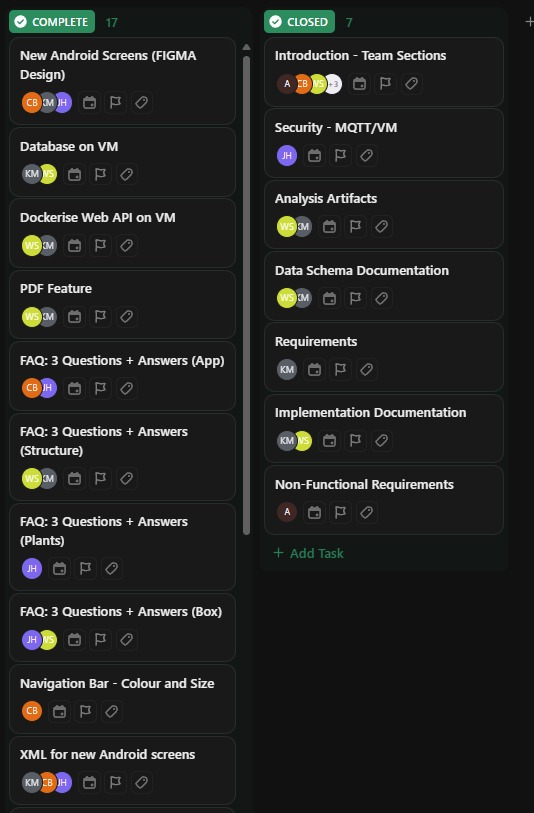 COMPLETE 17
New Android Screens (FIGMA
Design)
CB KM JH
Database on VM
KM WS
Dockerise Web API on VM
WS KM
PDF Feature
WS KM
FAQ: 3 Questions + Answers (App)
CB JH
FAQ: 3 Questions + Answers
(Structure)
WS KM
FAQ: 3 Questions + Answers
(Plants)
JH
FAQ: 3 Questions + Answers (Box)
JH WS
Navigation Bar - Colour and Size
CB
XML for new Android screens
KM CB JH
CLOSED 7
Introduction - Team Sections
A CB WS +3
Security - MQTT/VM
JH
Analysis Artifacts
WS KM
Data Schema Documentation
WS KM
Requirements
KM
Implementation Documentation
KM WS
Non-Functional Requirements
A
+ Add Task